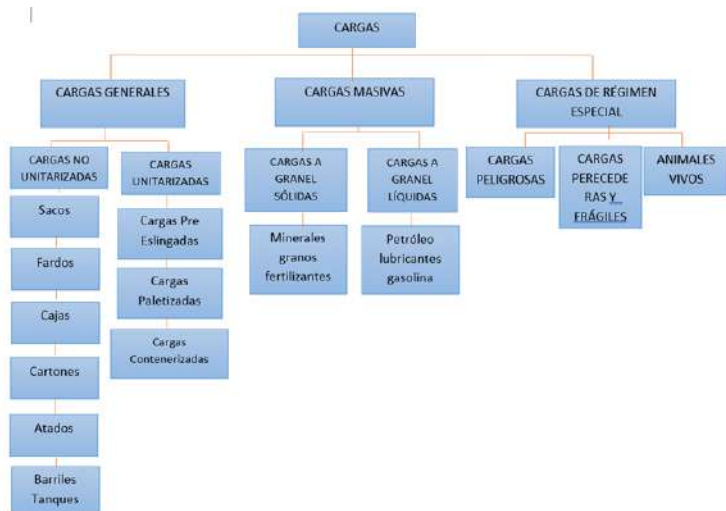 CARGAS
CARGAS GENERALES
CARGAS MASIVAS
CARGAS DE RÉGIMEN
ESPECIAL
CARGAS NO
UNITARIZADAS
CARGAS
UNITARIZADAS
CARGAS A
GRANEL
SÓLIDAS
CARGAS A
GRANEL
LÍQUIDAS
CARGAS
PELIGROSAS
CARGAS
PERECEDE
RAS Y
FRÁGILES
ANIMALES
VIVOS
Sacos
Fardos
Cajas
Cartones
Atados
Barriles
Tanques
Cargas Pre
Eslingadas
Cargas
Paletizadas
Cargas
Contenerizadas
Minerales
granos
fertilizantes
Petróleo
lubricantes
gasolina